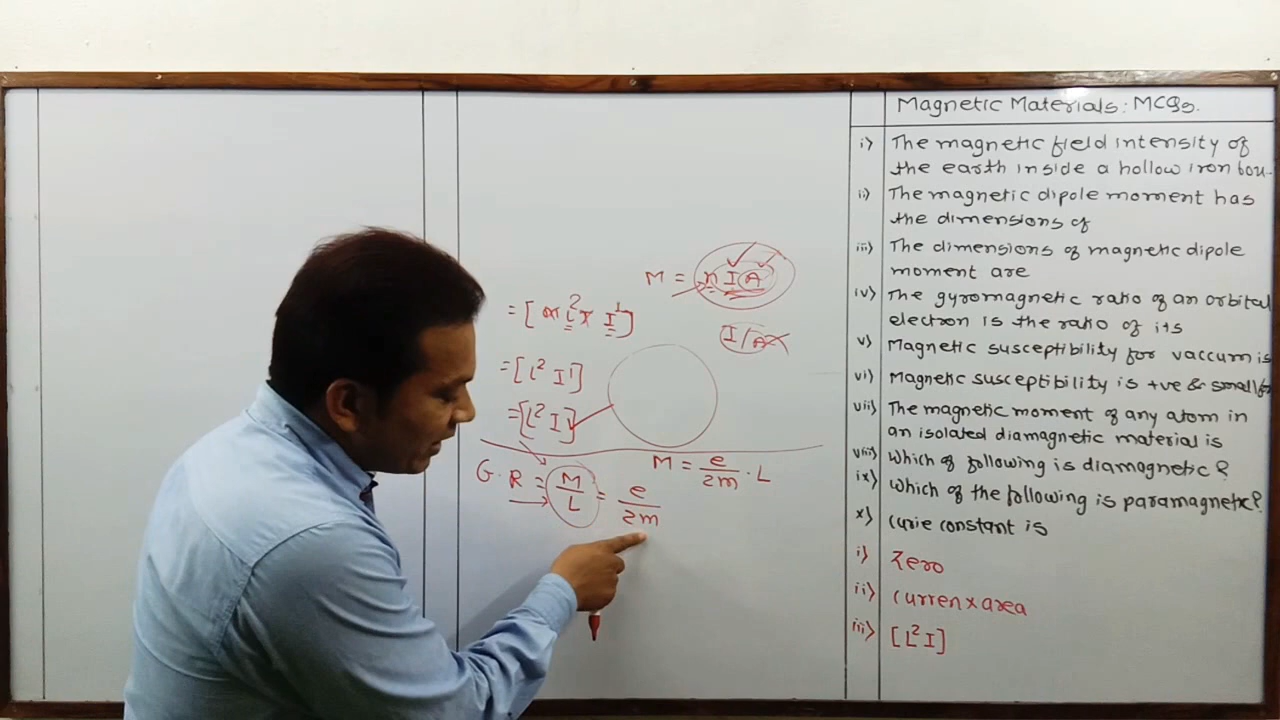 M = n I A
I/A
= [ L² × I¹ ]
= [L² I¹]
= [L² I]
M = e/2m · L
G.R = M/L = e/2m
Magnetic Materials : MCQs.
i) The magnetic field intensity of
the earth inside a hollow iron box
ii) The magnetic dipole moment has
the dimensions of
iii) The dimensions of magnetic dipole
moment are
iv) The gyromagnetic ratio of an orbital
electron is the ratio of its
v) Magnetic susceptibility for vaccum is
vi) Magnetic susceptibility is +ve & small for
vii) The magnetic moment of any atom in
an isolated diamagnetic material is
viii) Which of following is diamagnetic?
ix) Which of the following is paramagnetic?
x) Curie constant is
i) Zero
ii) Curren × area
iii) [L² I]